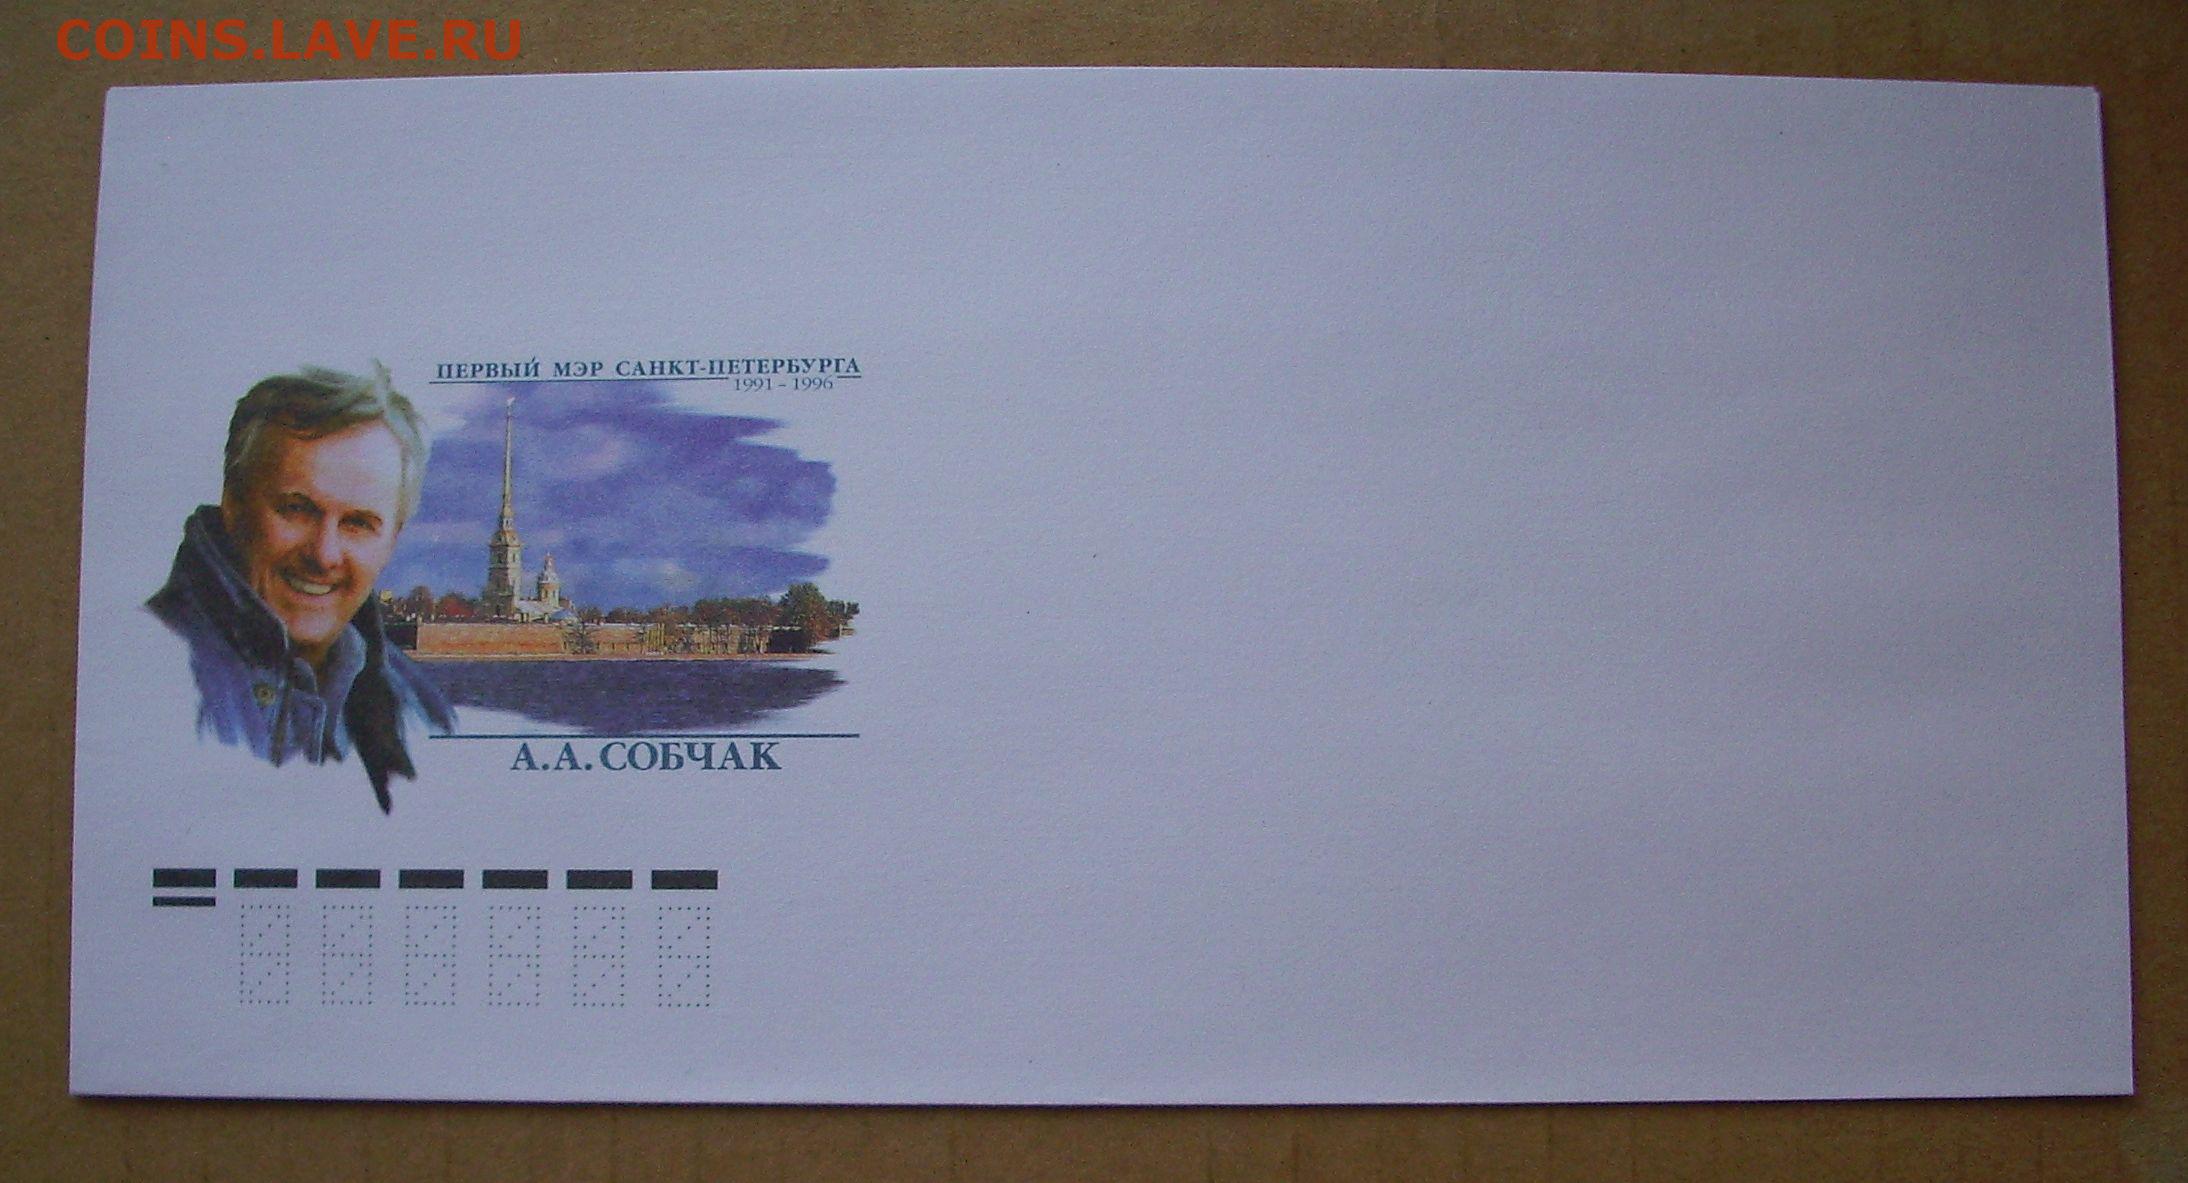 COINS.LAVE.RU
ПЕРВЫЙ МЭР САНКТ-ПЕТЕРБУРГА
1991 – 1996
А.А. СОБЧАК